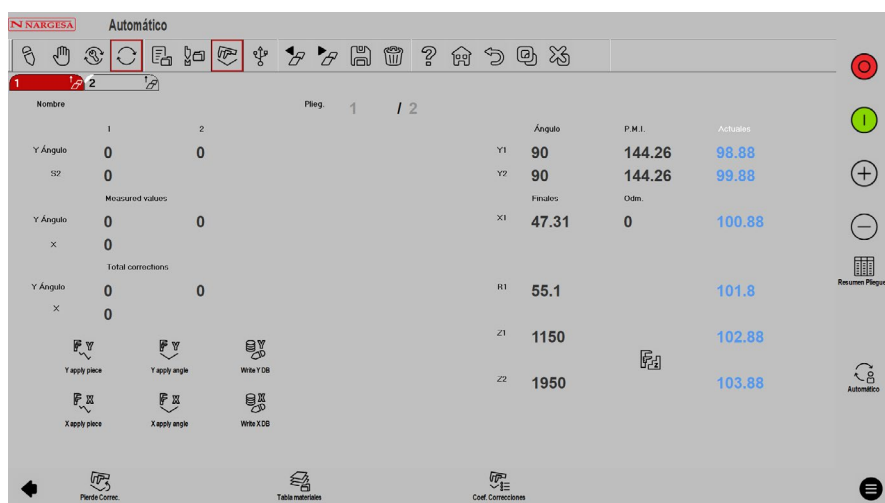 NARGESA Automático
1 2
Nombre Plieg. 1 / 2
1 2 Ángulo P.M.I. Actuales
Y Ángulo 0 0 Y1 90 144.26 98.88
S2 0 Y2 90 144.26 99.88
Measured values Finales Odm.
Y Ángulo 0 0 X1 47.31 0 100.88
X 0
Total corrections
Y Ángulo 0 0 R1 55.1 101.8
X 0
Z1 1150 102.88
Y apply piece Y apply angle Write Y DB
Z2 1950 103.88
X apply piece X apply angle Write X DB
Resumen Pliegue
Automático
Pierde Correc. Tabla materiales Coef. Correcciones